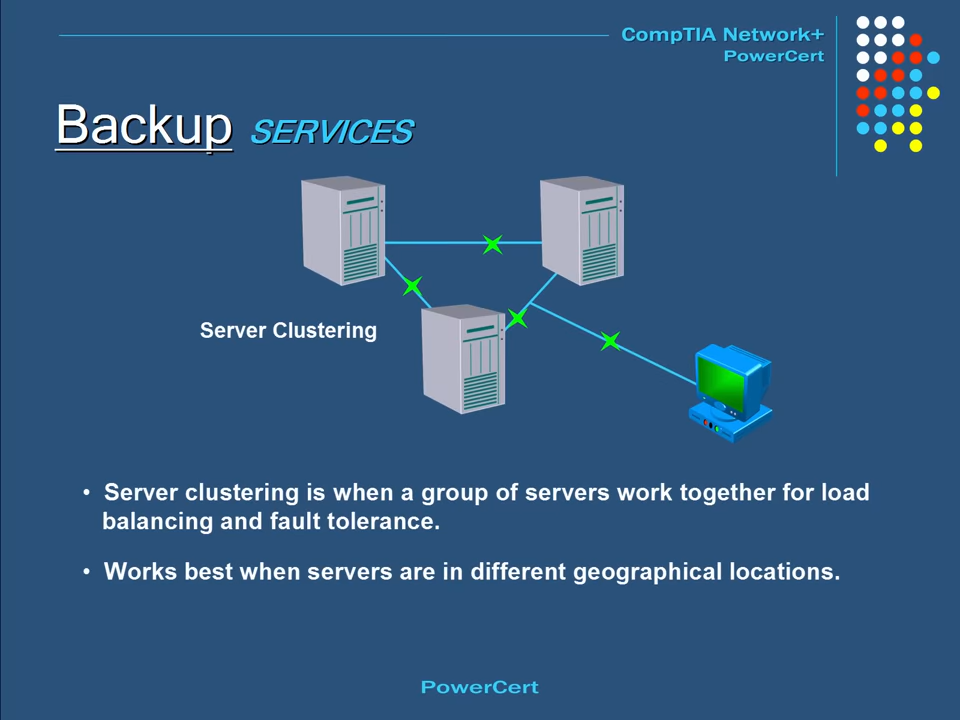 CompTIA Network+
PowerCert
Backup SERVICES
Server Clustering
• Server clustering is when a group of servers work together for load
balancing and fault tolerance.
• Works best when servers are in different geographical locations.
PowerCert